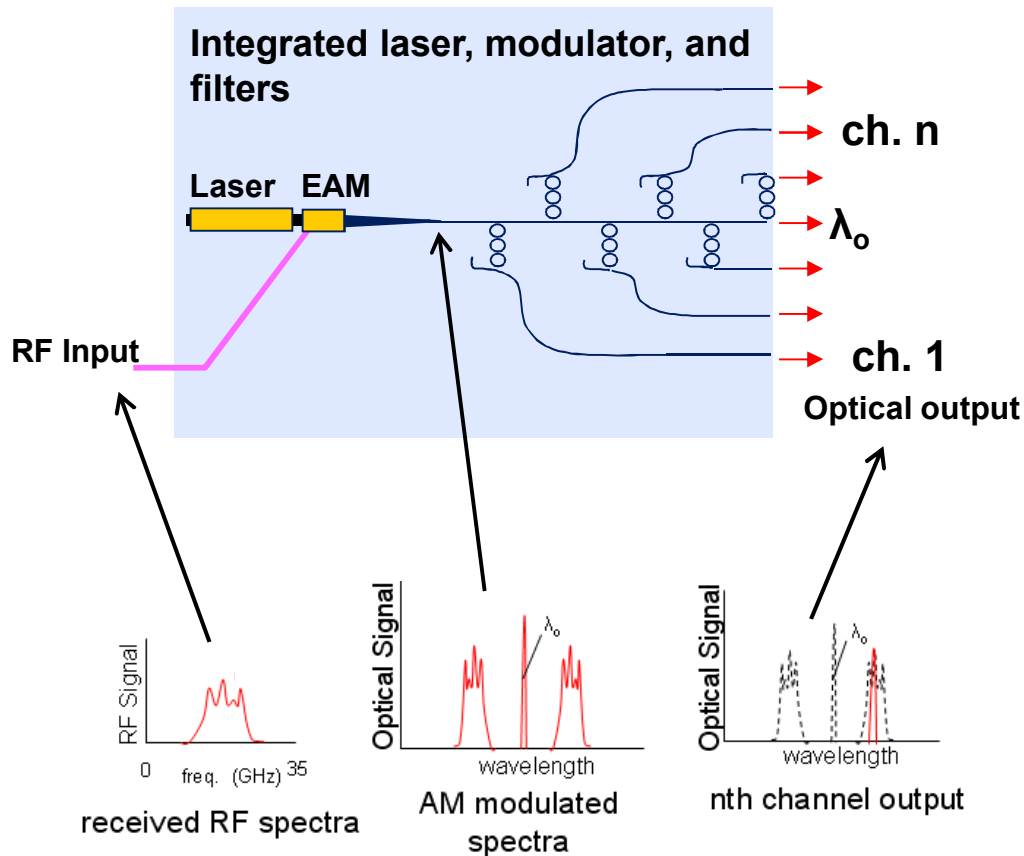 Integrated laser, modulator, and
filters
ch. n
Laser
EAM
λo
RF Input
ch. 1
Optical output
RF Signal
0
freq. (GHz)
35
received RF spectra
Optical Signal
λo
wavelength
AM modulated
spectra
Optical Signal
λo
wavelength
nth channel output